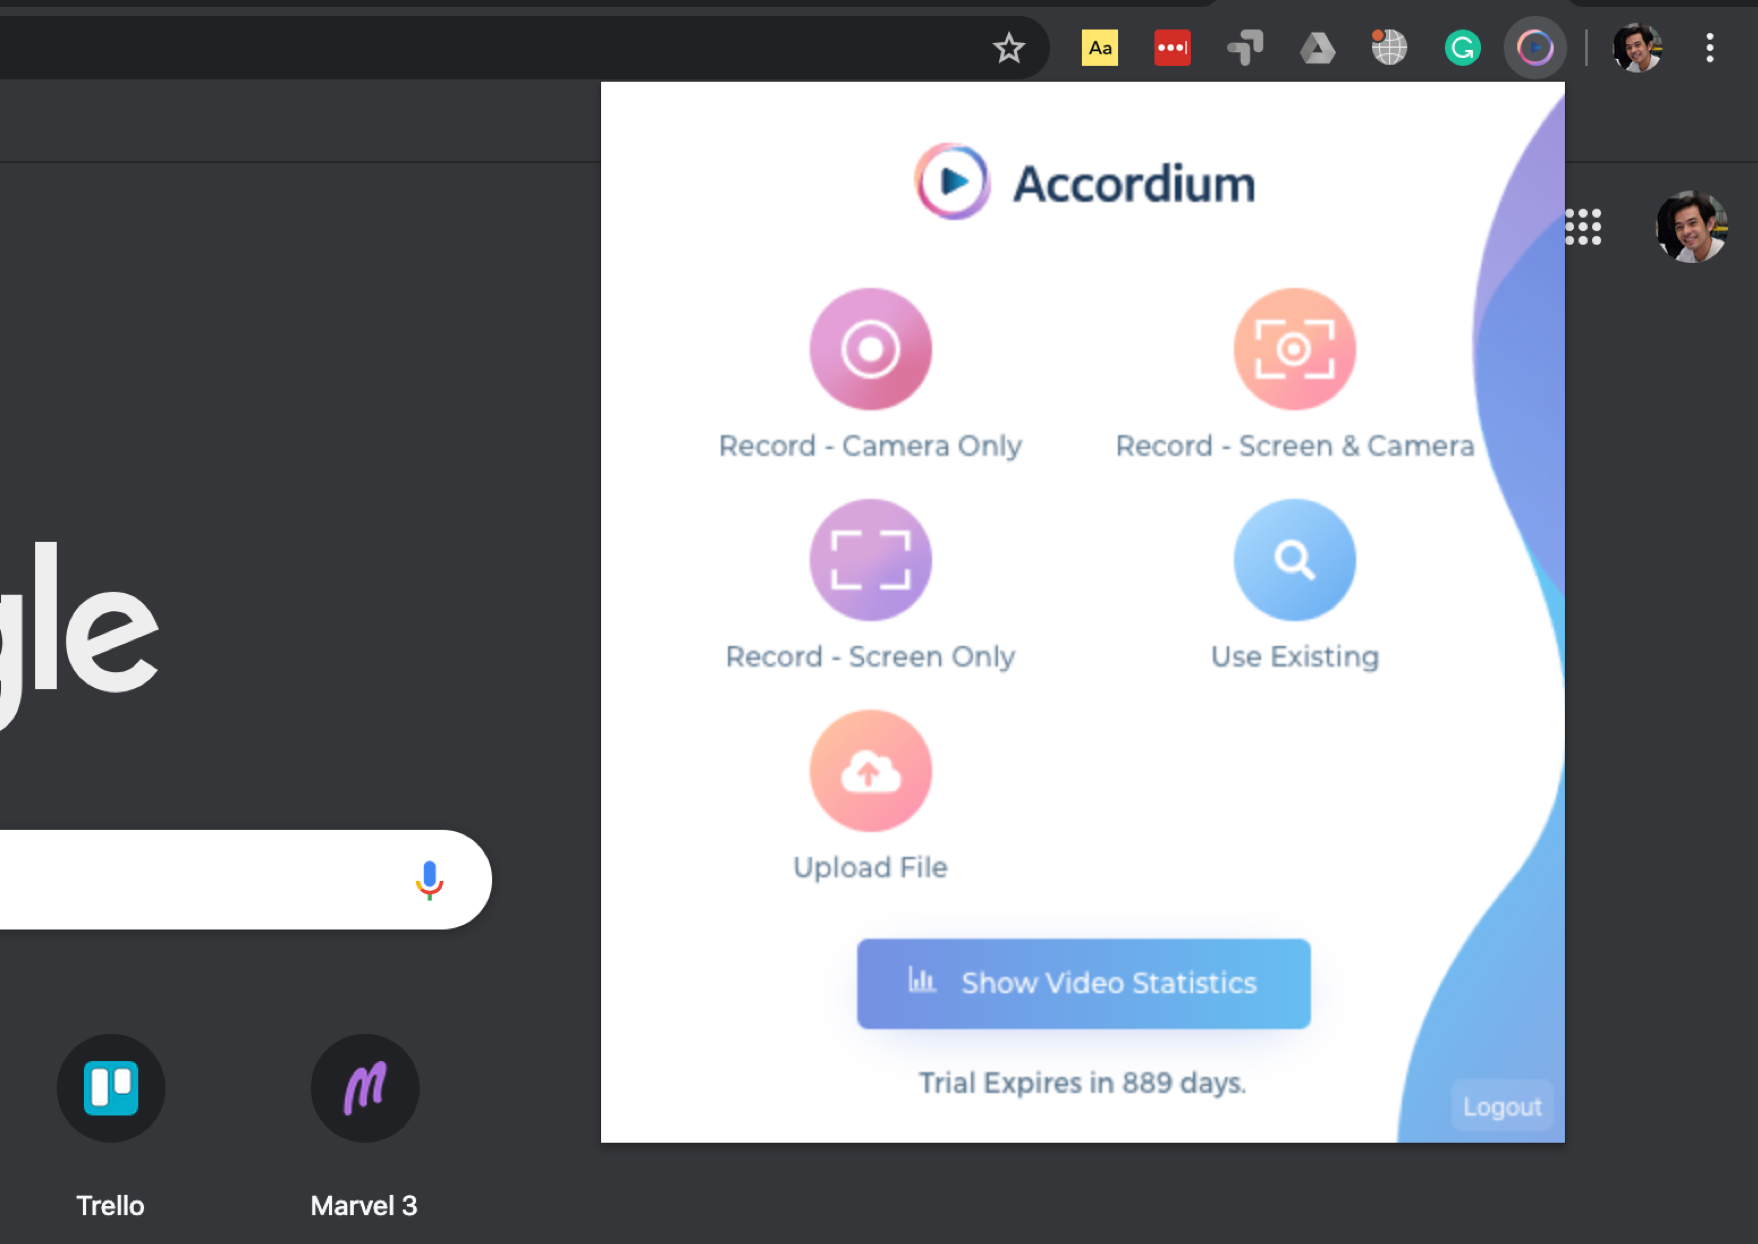 Aa
G
Accordium
Record - Camera Only
Record - Screen & Camera
Record - Screen Only
Use Existing
gle
Upload File
Show Video Statistics
Trial Expires in 889 days.
Logout
Trello
Marvel 3